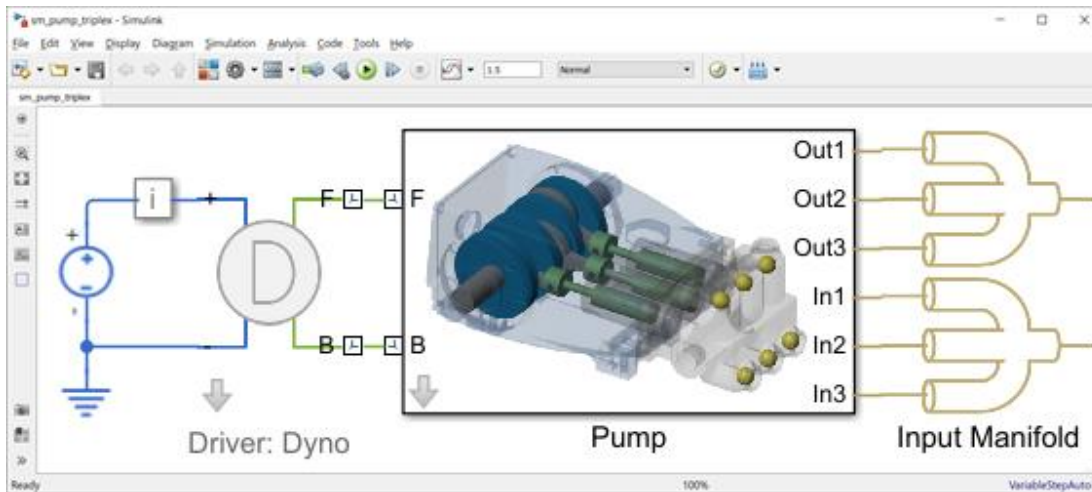 sm_pump_triplex - Simulink
File Edit View Display Diagram Simulation Analysis Code Tools Help
1.5 Normal
sm_pump_triplex
i
+ +
- -
D
F F
B B
Out1
Out2
Out3
In1
In2
In3
Driver: Dyno
Pump
Input Manifold
Ready 100% VariableStepAuto